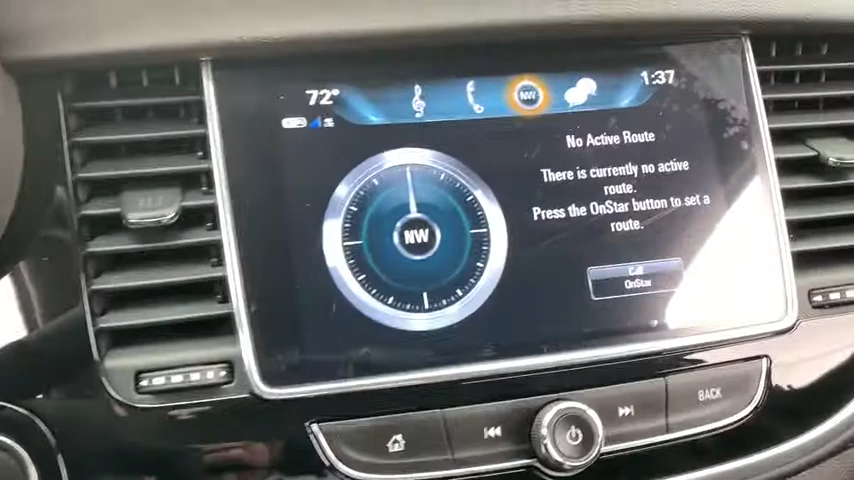 72°
NW
1:37
No Active Route
There is currently no active
route.
Press the OnStar button to set a
route.
NW
Call
OnStar
BACK